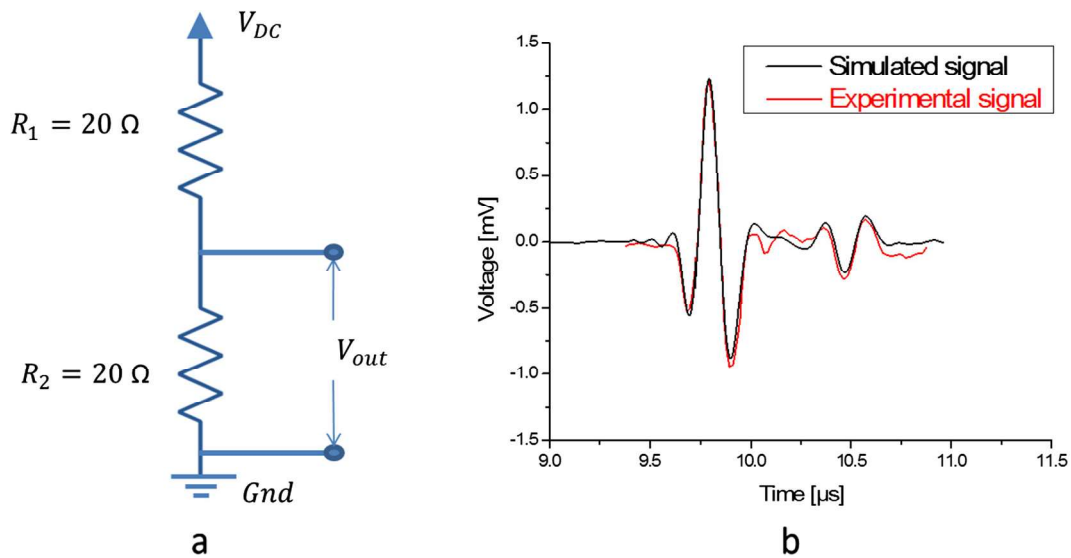 V_DC
R_1 = 20 Ω
R_2 = 20 Ω
V_out
Gnd
a
Simulated signal
Experimental signal
1.5
1.0
0.5
0.0
-0.5
-1.0
-1.5
Voltage [mV]
9.0 9.5 10.0 10.5 11.0 11.5
Time [µs]
b